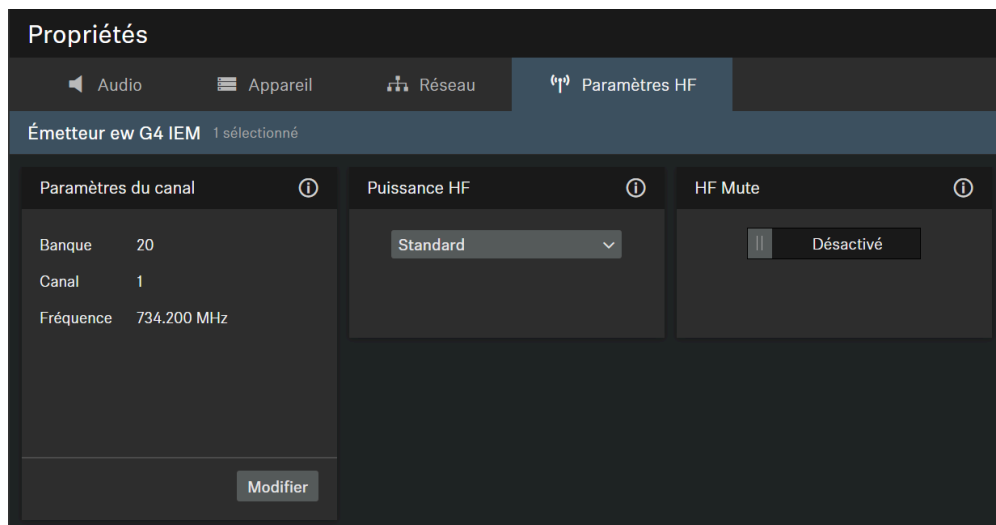 Propriétés
Audio Appareil Réseau Paramètres HF
Émetteur ew G4 IEM 1 sélectionné
Paramètres du canal
Banque 20
Canal 1
Fréquence 734.200 MHz
Modifier
Puissance HF
Standard
HF Mute
Désactivé